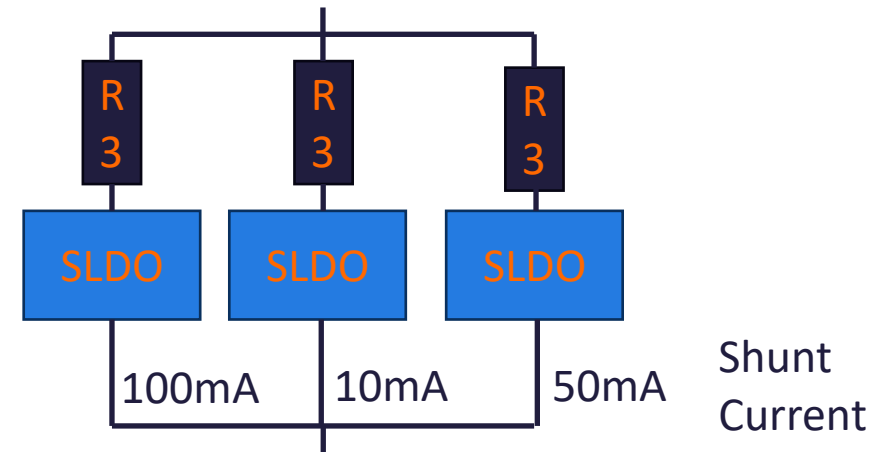 R
3
R
3
R
3
SLDO
SLDO
SLDO
100mA
10mA
50mA
Shunt
Current